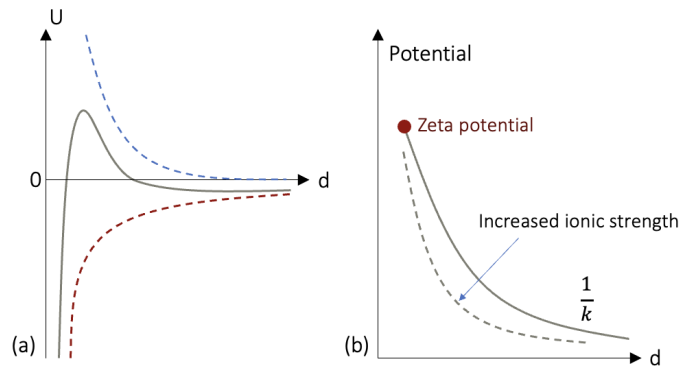 U
0
d
(a)
Potential
Zeta potential
Increased ionic strength
1
k
(b)
d